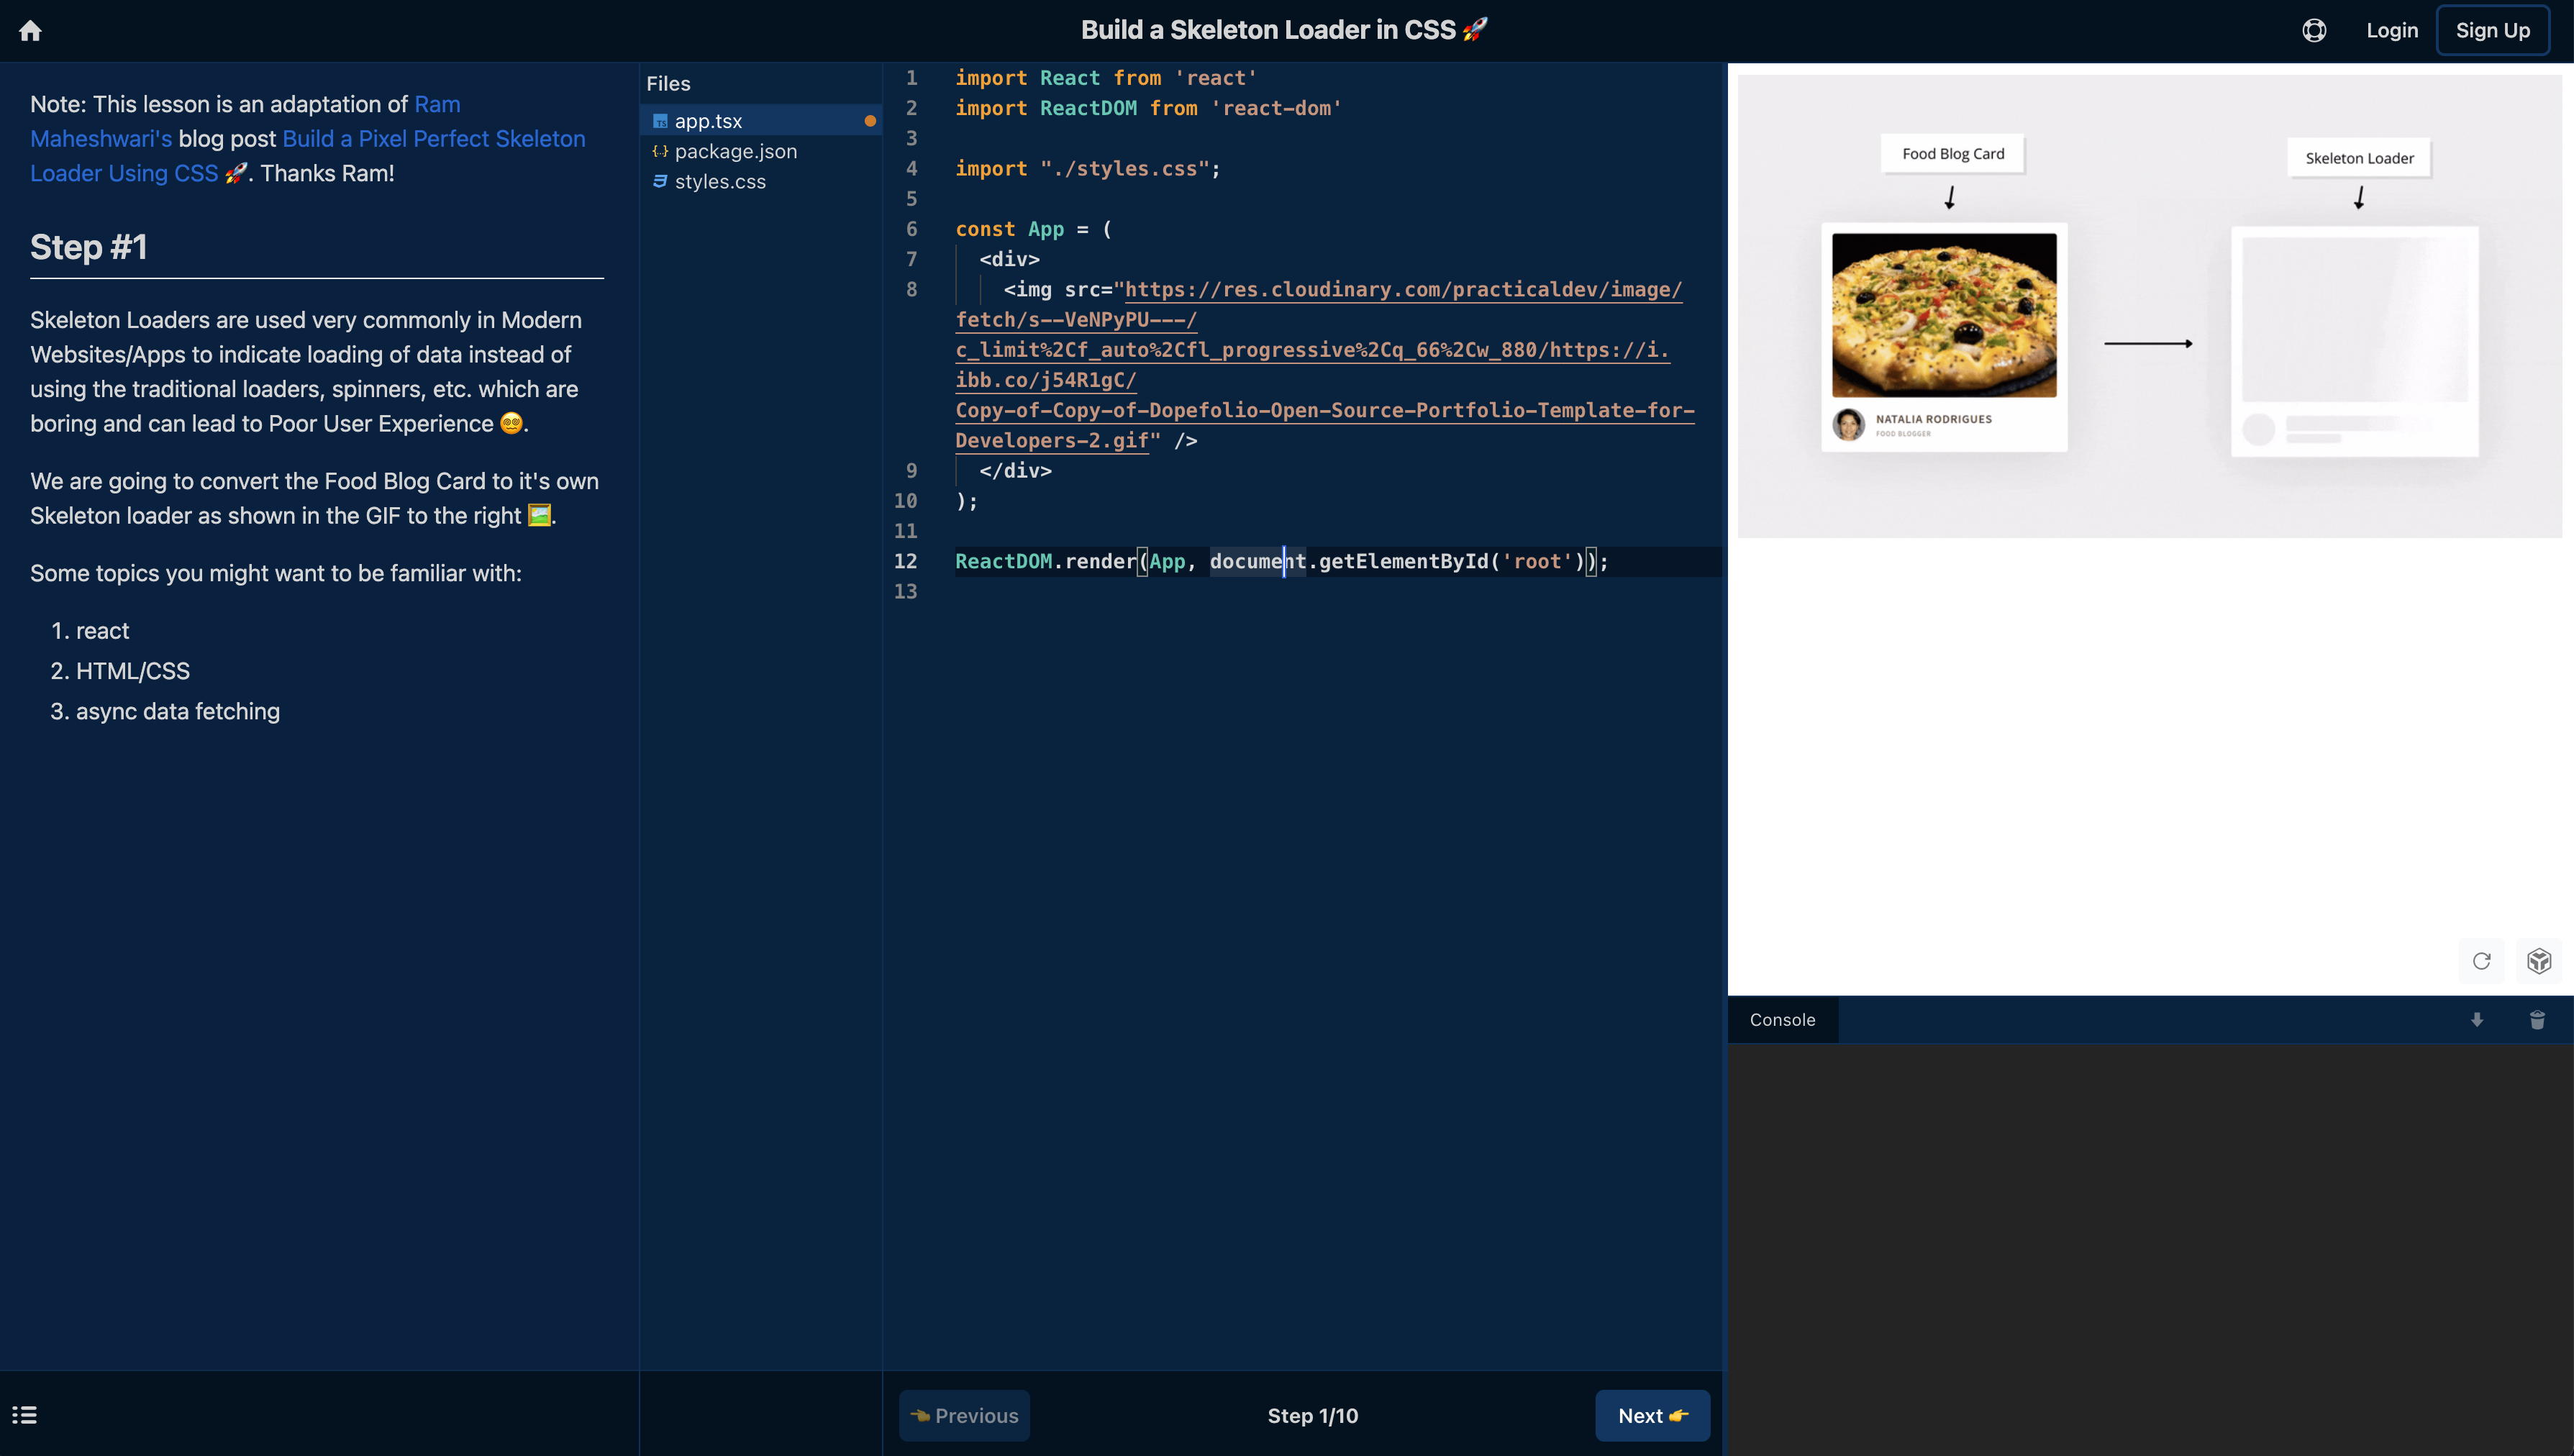 Build a Skeleton Loader in CSS 🚀
Login
Sign Up
Note: This lesson is an adaptation of Ram
Maheshwari's blog post Build a Pixel Perfect Skeleton
Loader Using CSS 🚀. Thanks Ram!
Step #1
Skeleton Loaders are used very commonly in Modern
Websites/Apps to indicate loading of data instead of
using the traditional loaders, spinners, etc. which are
boring and can lead to Poor User Experience 😵‍💫.
We are going to convert the Food Blog Card to it's own
Skeleton loader as shown in the GIF to the right 🖼️.
Some topics you might want to be familiar with:
1. react
2. HTML/CSS
3. async data fetching
Files
TS app.tsx
{··} package.json
styles.css
1 import React from 'react'
2 import ReactDOM from 'react-dom'
3
4 import "./styles.css";
5
6 const App = (
7 <div>
8 <img src="https://res.cloudinary.com/practicaldev/image/
fetch/s--VeNPyPU---/
c_limit%2Cf_auto%2Cfl_progressive%2Cq_66%2Cw_880/https://i.
ibb.co/j54R1gC/
Copy-of-Copy-of-Dopefolio-Open-Source-Portfolio-Template-for-
Developers-2.gif" />
9 </div>
10 );
11
12 ReactDOM.render(App, document.getElementById('root'));
13
👈 Previous
Step 1/10
Next 👉
Food Blog Card
Skeleton Loader
NATALIA RODRIGUES
FOOD BLOGGER
Console